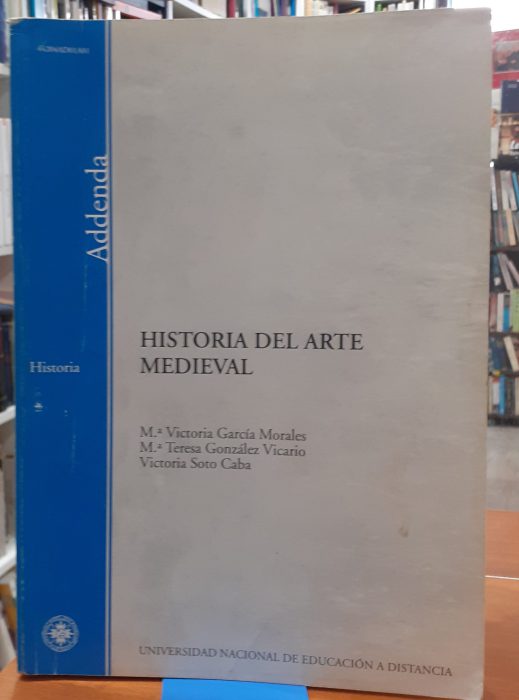 Addenda
Historia
HISTORIA DEL ARTE
MEDIEVAL
M.ª Victoria García Morales
M.ª Teresa González Vicario
Victoria Soto Caba
UNIVERSIDAD NACIONAL DE EDUCACIÓN A DISTANCIA